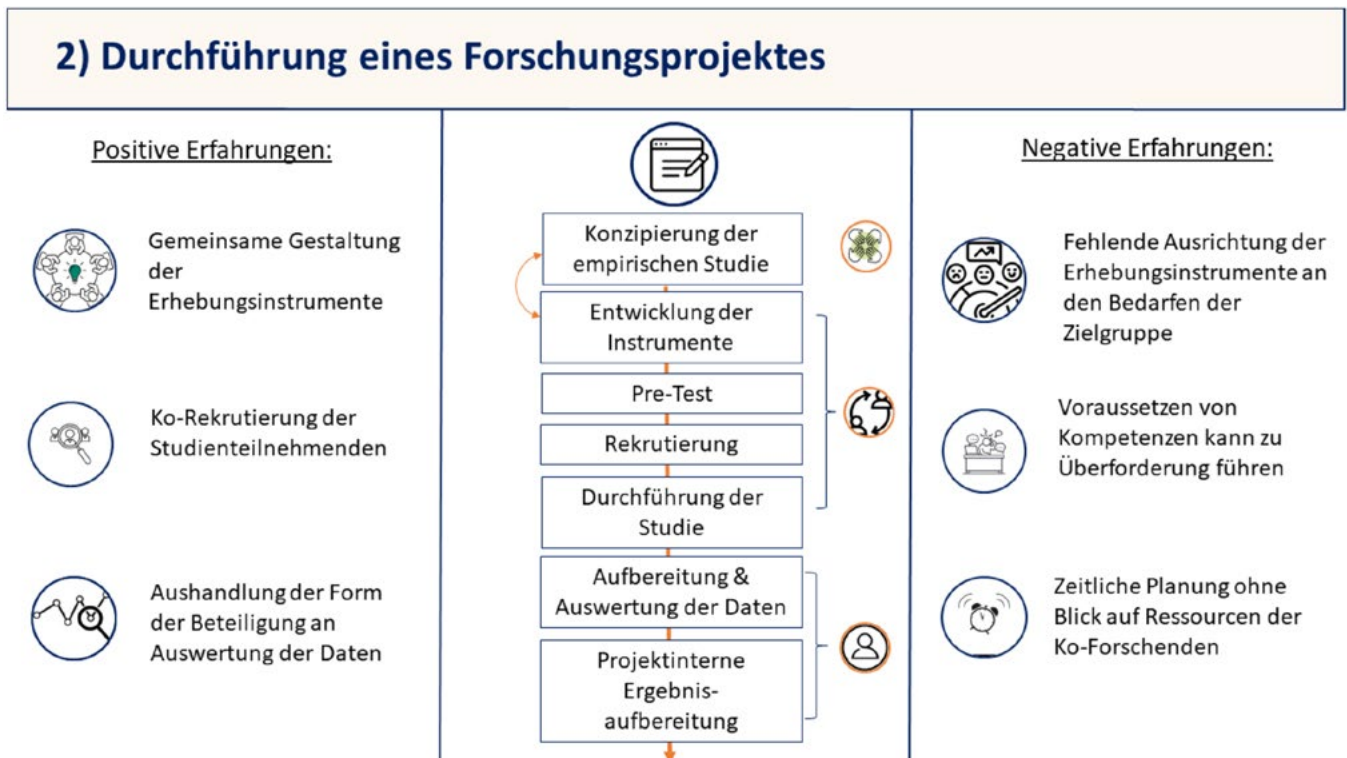 2) Durchführung eines Forschungsprojektes
Positive Erfahrungen:
Gemeinsame Gestaltung
der
Erhebungsinstrumente
Ko-Rekrutierung der
Studienteilnehmenden
Aushandlung der Form
der Beteiligung an
Auswertung der Daten
Konzipierung der
empirischen Studie
Entwicklung der
Instrumente
Pre-Test
Rekrutierung
Durchführung der
Studie
Aufbereitung &
Auswertung der Daten
Projektinterne
Ergebnis-
aufbereitung
Negative Erfahrungen:
Fehlende Ausrichtung der
Erhebungsinstrumente an
den Bedarfen der
Zielgruppe
Voraussetzen von
Kompetenzen kann zu
Überforderung führen
Zeitliche Planung ohne
Blick auf Ressourcen der
Ko-Forschenden